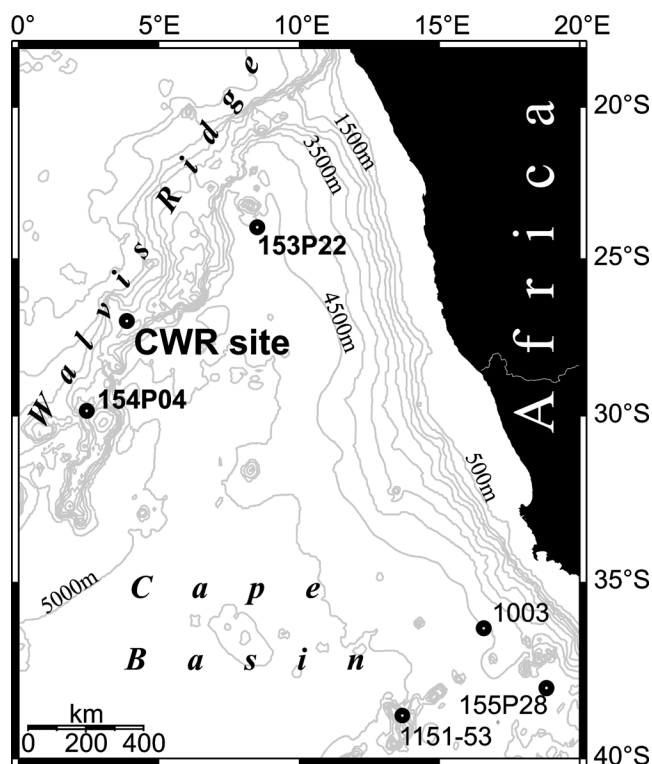 0° 5°E 10°E 15°E 20°E
20°S
25°S
30°S
35°S
40°S
Walvis Ridge
Africa
1500m
3500m
4500m
500m
5000m
153P22
CWR site
154P04
Cape
Basin
1003
155P28
1151-53
km
0 200 400